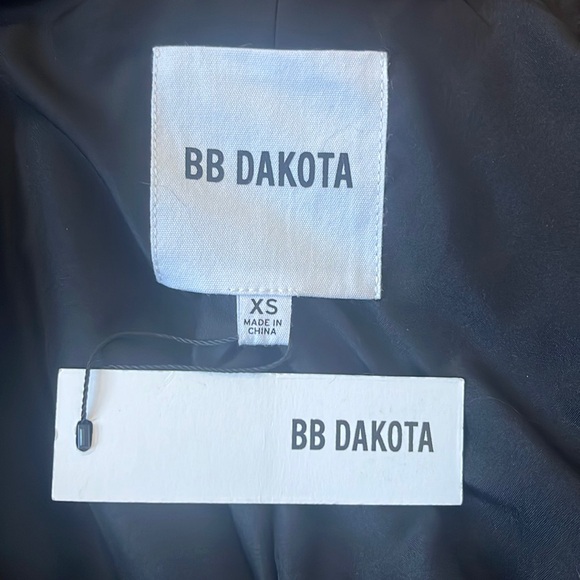 BB DAKOTA
XS
MADE IN
CHINA
BB DAKOTA